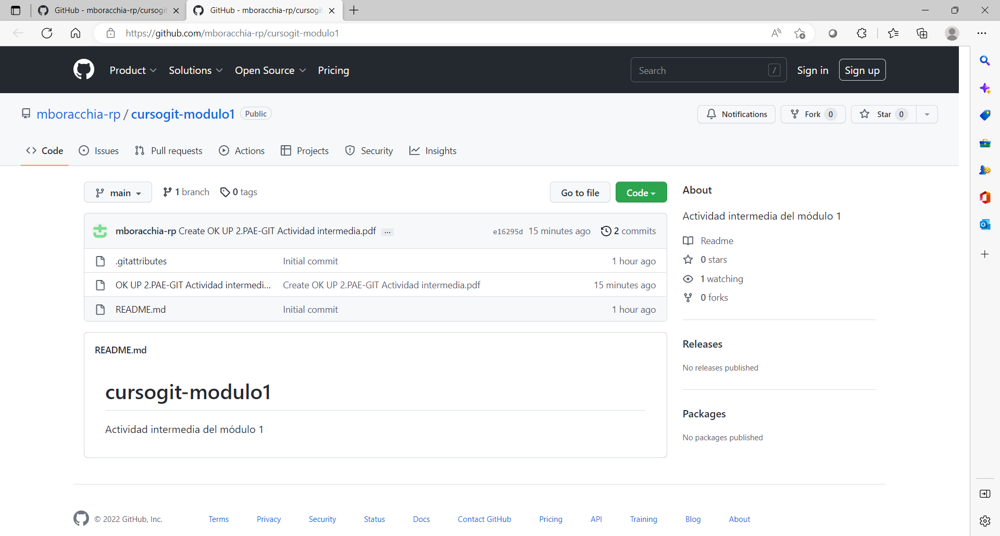 GitHub - mboracchia-rp/cursogit
GitHub - mboracchia-rp/cursogit
https://github.com/mboracchia-rp/cursogit-modulo1
Product Solutions Open Source Pricing Search / Sign in Sign up
mboracchia-rp / cursogit-modulo1 Public Notifications Fork 0 Star 0
Code Issues Pull requests Actions Projects Security Insights
main 1 branch 0 tags Go to file Code
mboracchia-rp Create OK UP 2.PAE-GIT Actividad intermedia.pdf ... e16295d 15 minutes ago 2 commits
.gitattributes Initial commit 1 hour ago
OK UP 2.PAE-GIT Actividad intermedi... Create OK UP 2.PAE-GIT Actividad intermedia.pdf 15 minutes ago
README.md Initial commit 1 hour ago
README.md
cursogit-modulo1
Actividad intermedia del módulo 1
About
Actividad intermedia del módulo 1
Readme
0 stars
1 watching
0 forks
Releases
No releases published
Packages
No packages published
© 2022 GitHub, Inc. Terms Privacy Security Status Docs Contact GitHub Pricing API Training Blog About